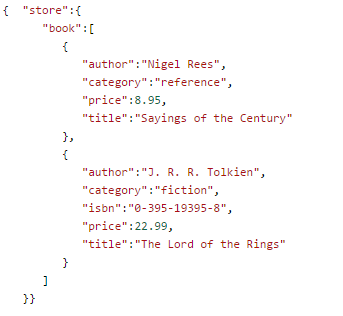 {  "store":{
      "book":[
         {
            "author":"Nigel Rees",
            "category":"reference",
            "price":8.95,
            "title":"Sayings of the Century"
         },
         {
            "author":"J. R. R. Tolkien",
            "category":"fiction",
            "isbn":"0-395-19395-8",
            "price":22.99,
            "title":"The Lord of the Rings"
         }
      ]
   }}